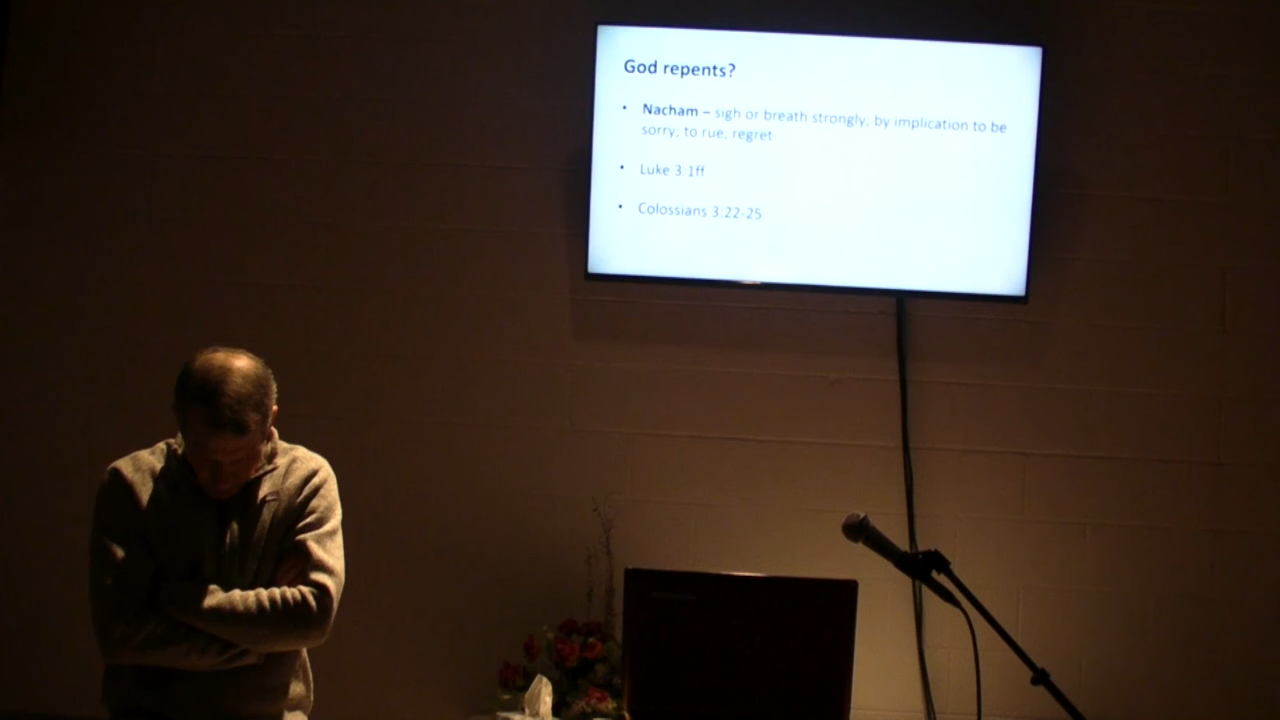 God repents?
• Nacham – sigh or breath strongly; by implication to be
sorry; to rue, regret
• Luke 3:1ff
• Colossians 3:22-25